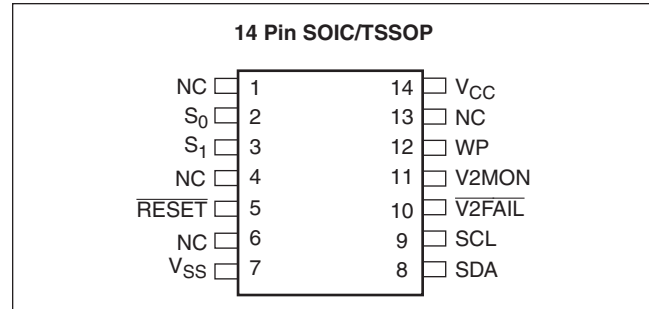 14 Pin SOIC/TSSOP
NC 1 14 VCC
S0 2 13 NC
S1 3 12 WP
NC 4 11 V2MON
RESET 5 10 V2FAIL
NC 6 9 SCL
VSS 7 8 SDA